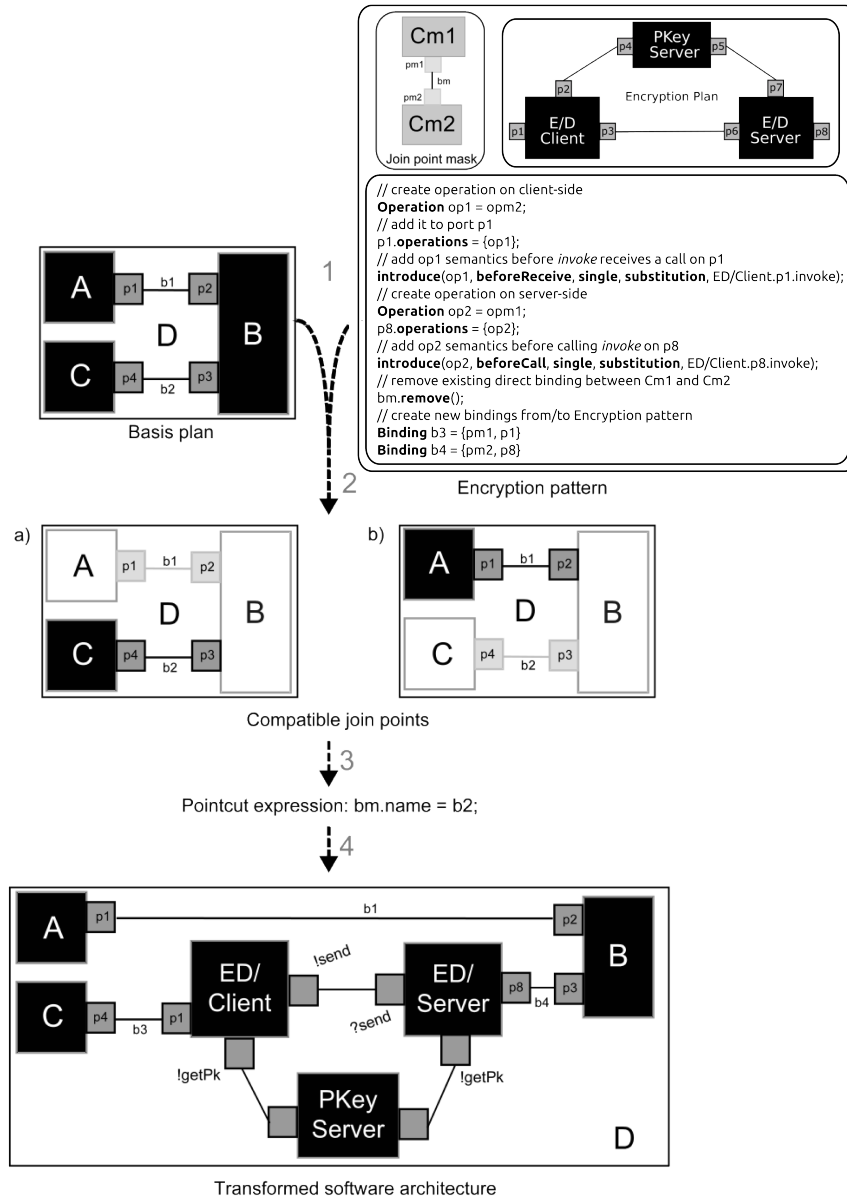 Cm1
pm1
bm
pm2
Cm2
Join point mask
PKey
Server
p4
p5
p2
p7
Encryption Plan
E/D
Client
p1
p3
p6
E/D
Server
p8
// create operation on client-side
Operation op1 = opm2;
// add it to port p1
p1.operations = {op1};
// add op1 semantics before invoke receives a call on p1
introduce(op1, beforeReceive, single, substitution, ED/Client.p1.invoke);
// create operation on server-side
Operation op2 = opm1;
p8.operations = {op2};
// add op2 semantics before calling invoke on p8
introduce(op2, beforeCall, single, substitution, ED/Client.p8.invoke);
// remove existing direct binding between Cm1 and Cm2
bm.remove();
// create new bindings from/to Encryption pattern
Binding b3 = {pm1, p1}
Binding b4 = {pm2, p8}
Encryption pattern
A
p1
b1
p2
D
B
C
p4
b2
p3
Basis plan
1
2
a)
A
p1
b1
p2
D
B
C
p4
b2
p3
b)
A
p1
b1
p2
D
B
C
p4
b2
p3
Compatible join points
3
Pointcut expression: bm.name = b2;
4
A
p1
b1
p2
B
ED/
Client
!send
ED/
Server
p8
b4
p3
C
p4
b3
p1
?send
!getPk
!getPk
PKey
Server
D
Transformed software architecture